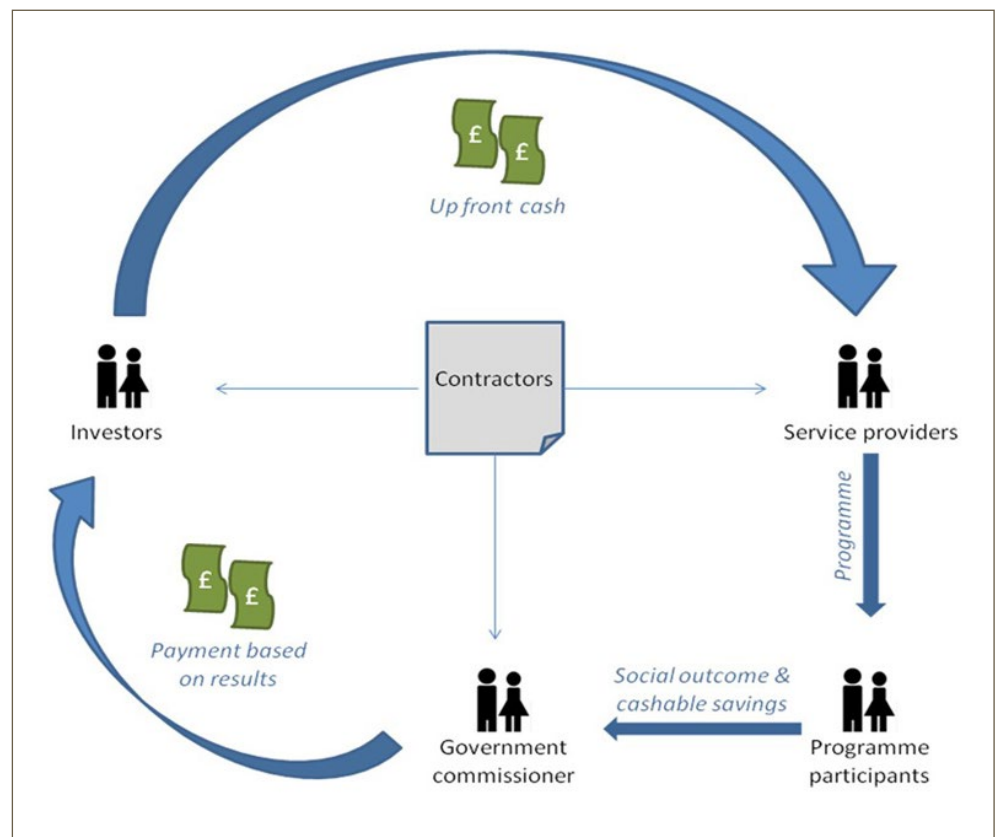 £
£
Up front cash
Contractors
Investors
Service providers
Programme
£
£
Payment based
on results
Social outcome &
cashable savings
Government
commissioner
Programme
participants